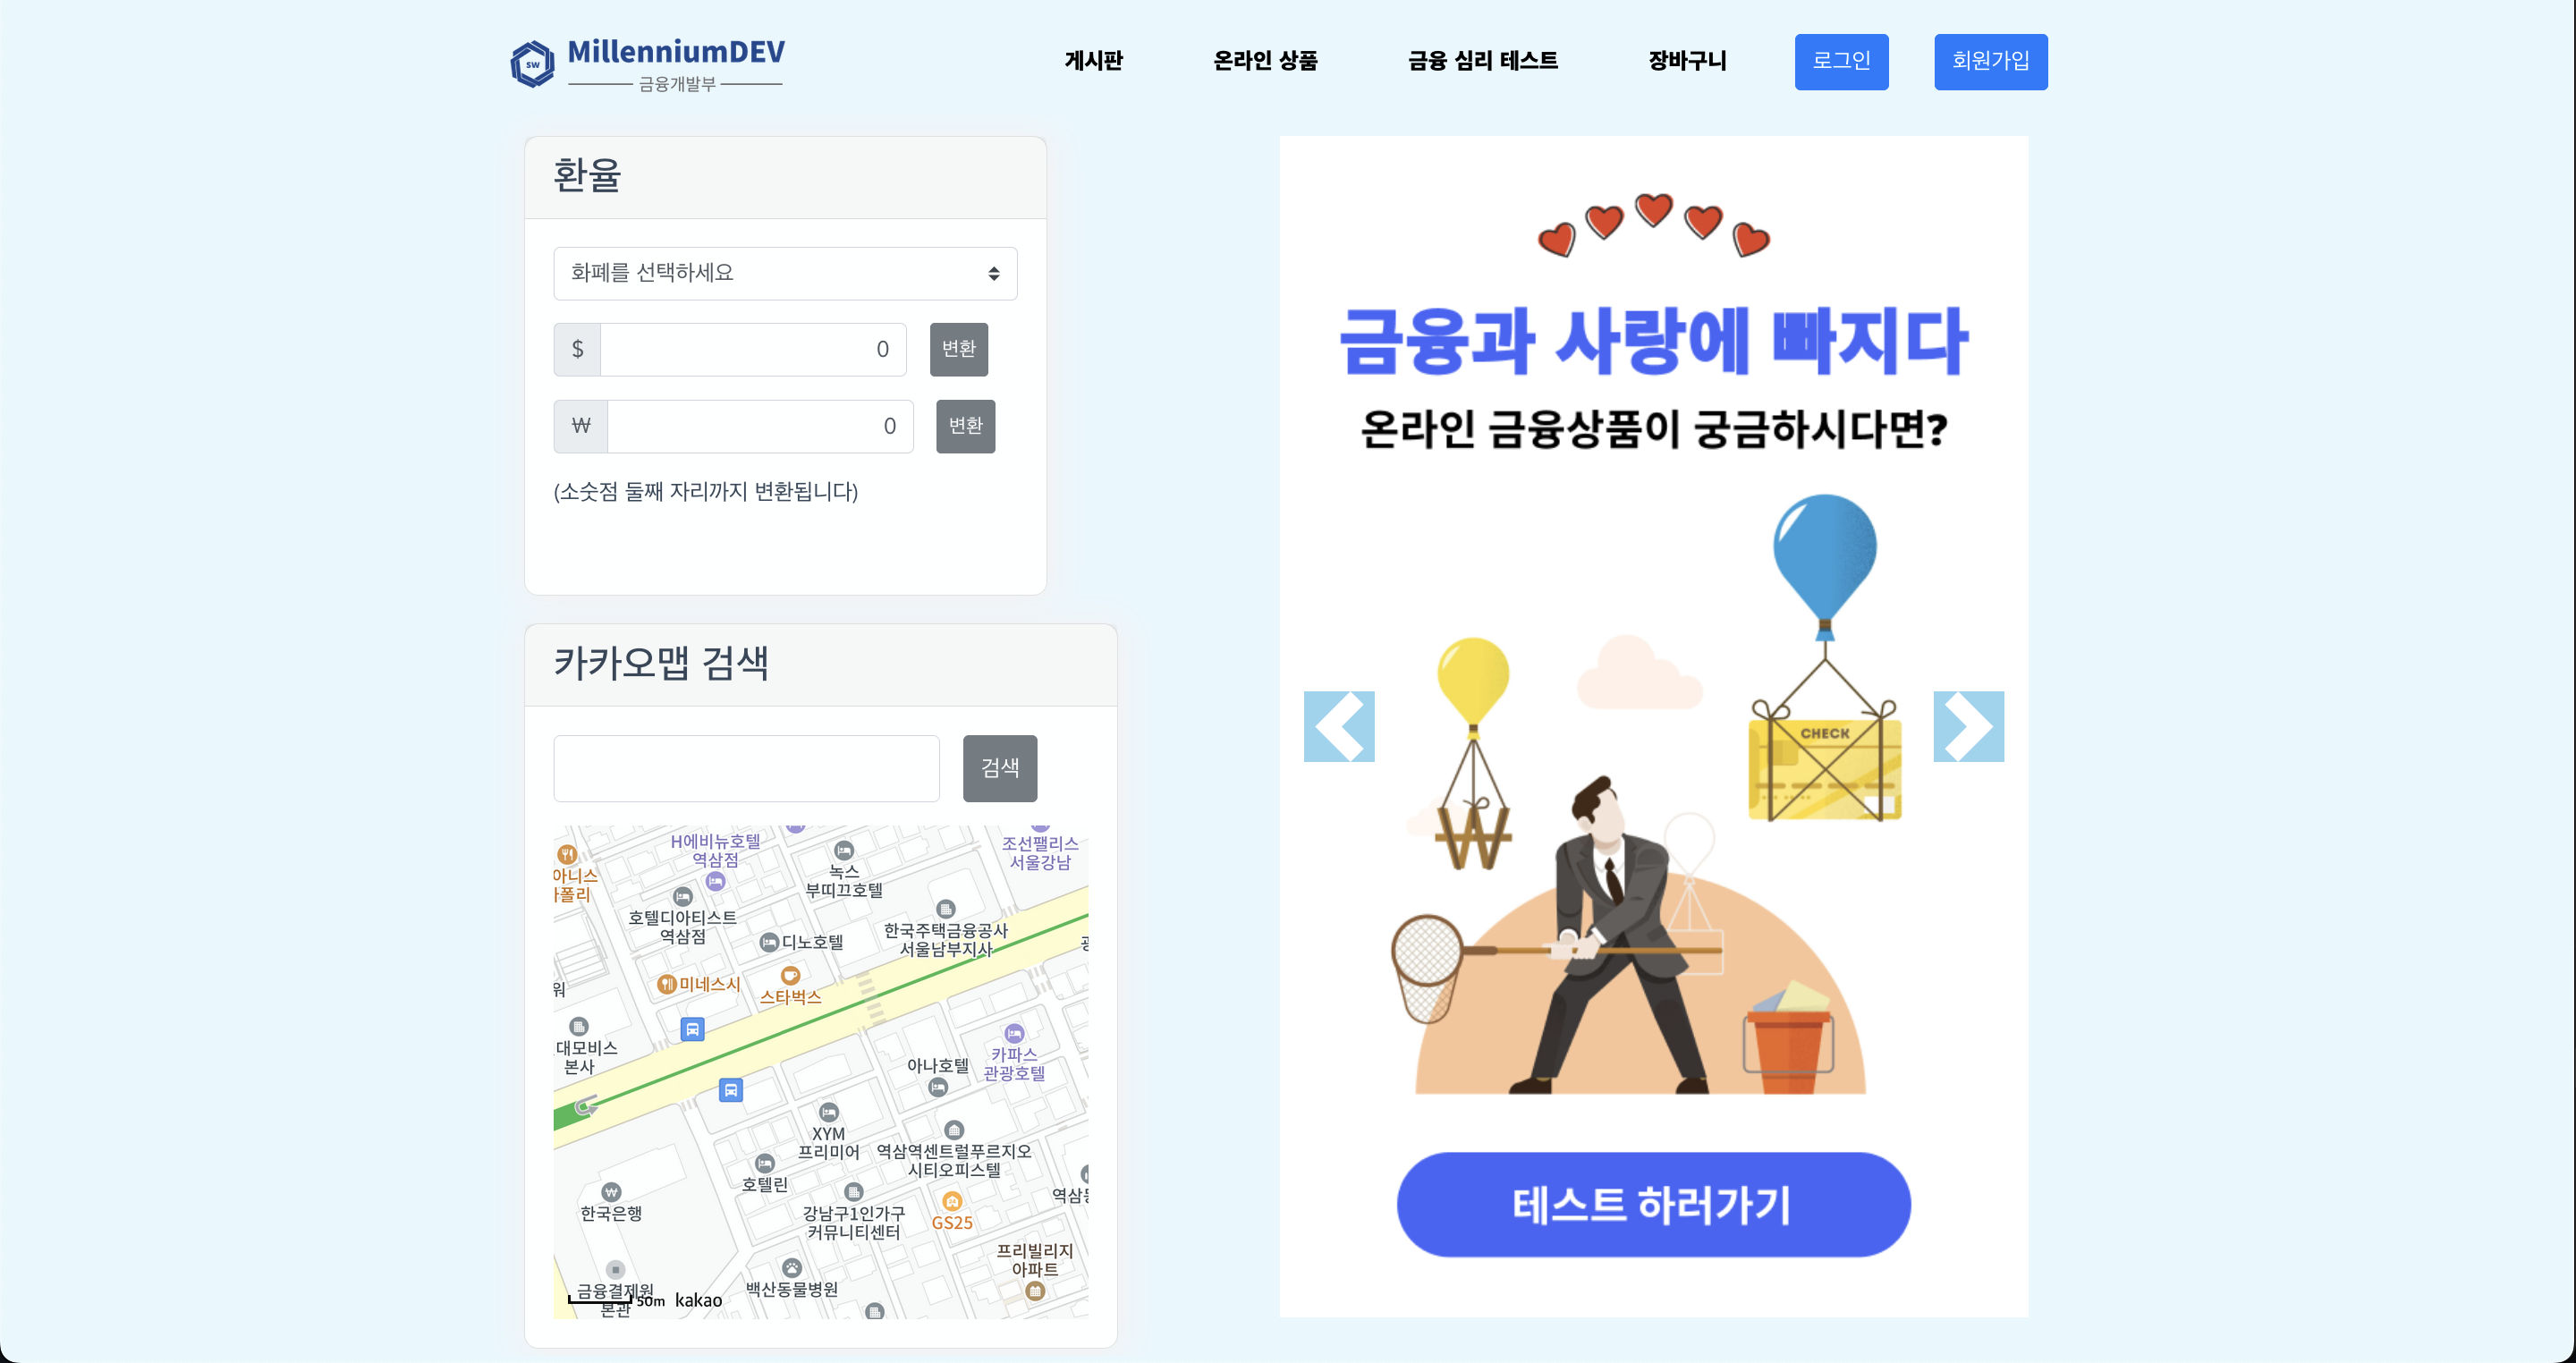 SW
MillenniumDEV
금융개발부
게시판
온라인 상품
금융 심리 테스트
장바구니
로그인
회원가입
환율
화폐를 선택하세요
$
0
변환
₩
0
변환
(소숫점 둘째 자리까지 변환됩니다)
카카오맵 검색
검색
H에비뉴호텔
역삼점
조선팰리스
서울강남
아니스
녹스
부띠끄호텔
호텔디아티스트
역삼점
디노호텔
한국주택금융공사
서울남부지사
미네스시
스타벅스
대모비스
본사
아나호텔
카파스
관광호텔
XYM
프리미어
역삼역센트럴푸르지오
시티오피스텔
호텔린
한국은행
강남구1인가구
커뮤니티센터
GS25
24
프리빌리지
아파트
백산동물병원
금융결제원
본관
50m
kakao
금융과 사랑에 빠지다
온라인 금융상품이 궁금하시다면?
CHECK
₩
테스트 하러가기